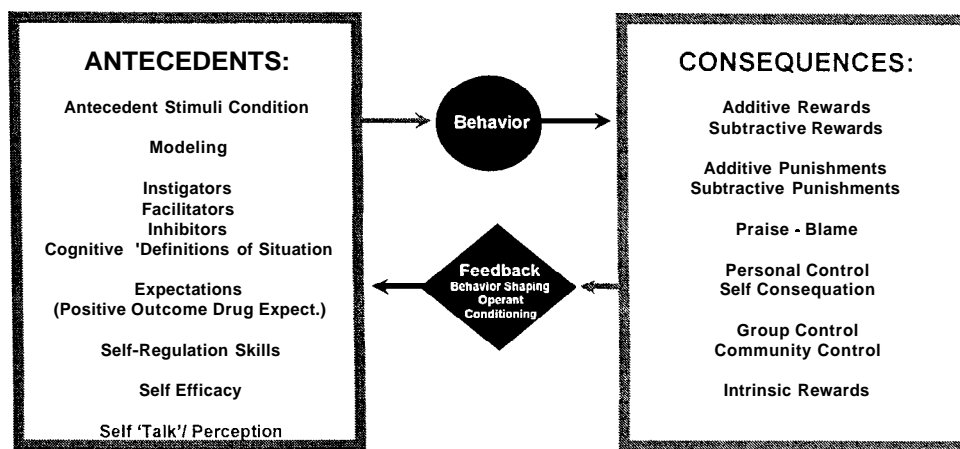 ANTECEDENTS:
Antecedent Stimuli Condition
Modeling
Instigators
Facilitators
Inhibitors
Cognitive 'Definitions of Situation
Expectations
(Positive Outcome Drug Expect.)
Self-Regulation Skills
Self Efficacy
Self 'Talk'/ Perception
Behavior
Feedback
Behavior Shaping
Operant
Conditioning
CONSEQUENCES:
Additive Rewards
Subtractive Rewards
Additive Punishments
Subtractive Punishments
Praise - Blame
Personal Control
Self Consequation
Group Control
Community Control
Intrinsic Rewards